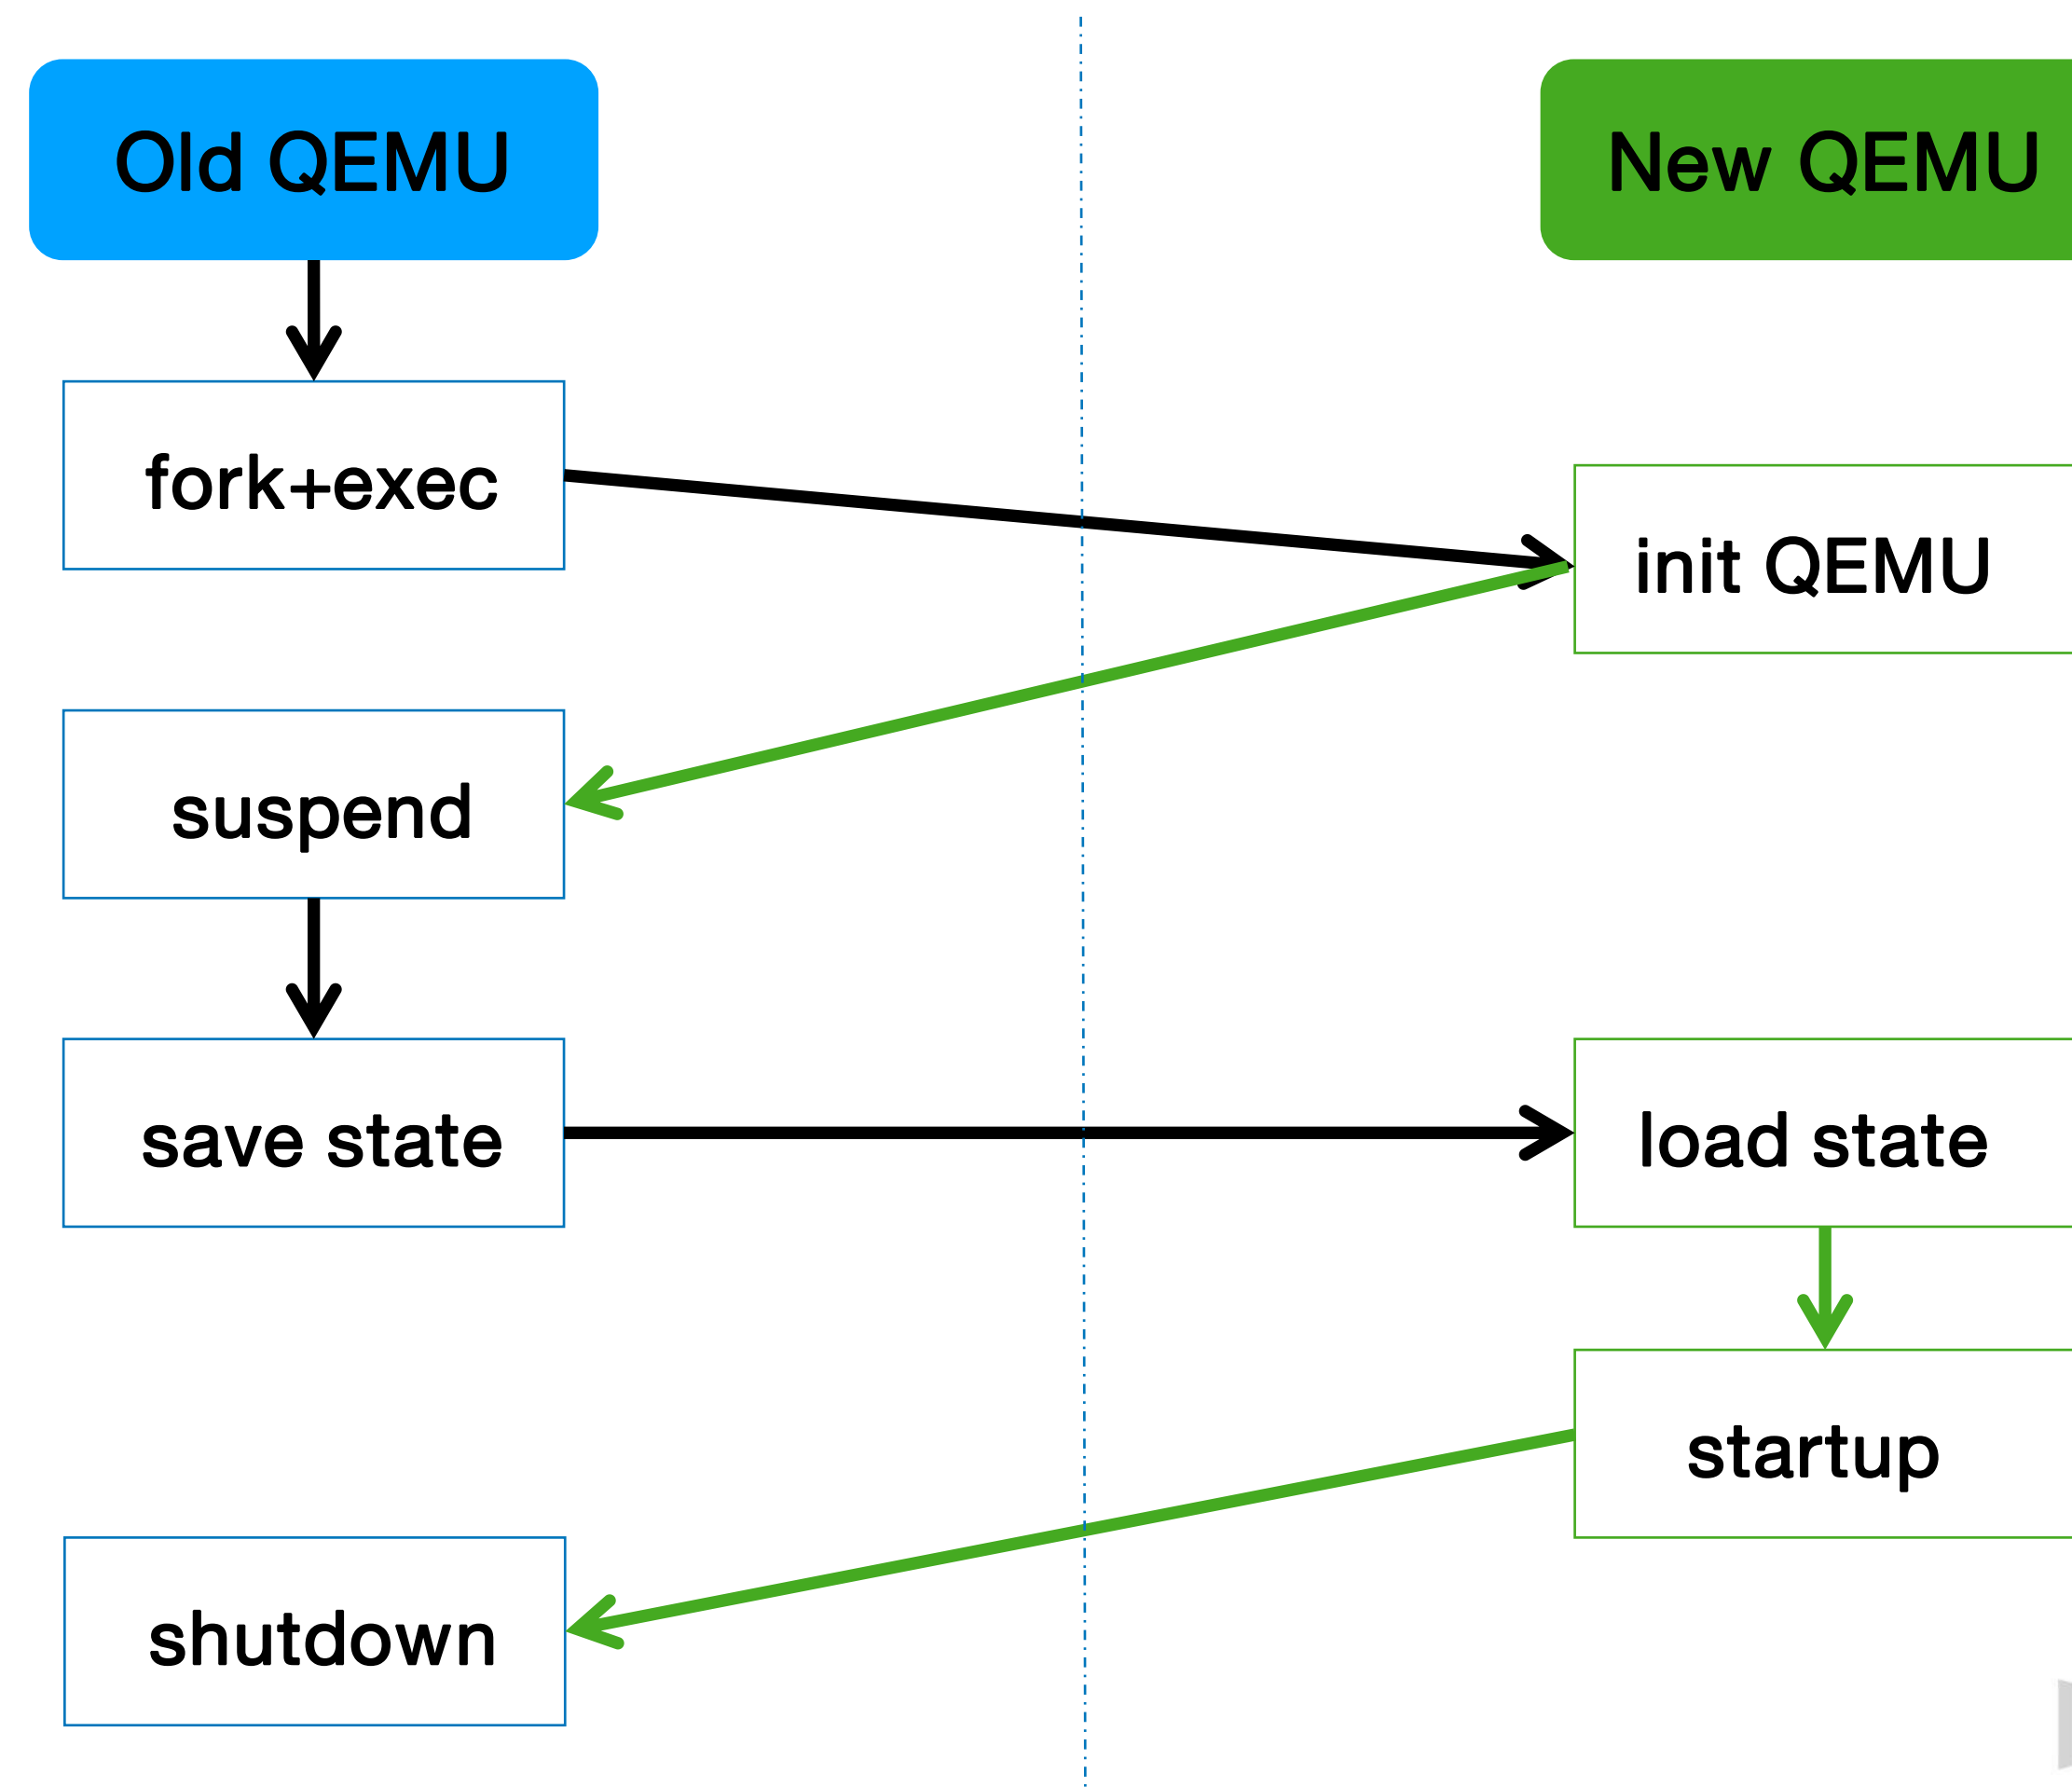 Old QEMU
New QEMU
fork+exec
init QEMU
suspend
save state
load state
startup
shutdown